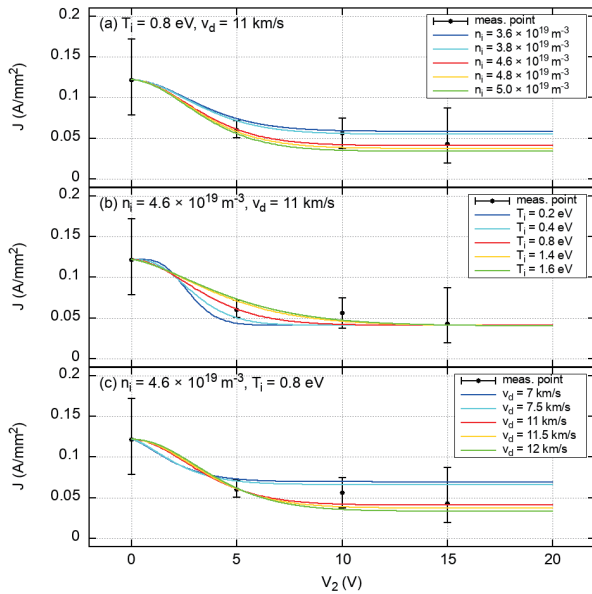 (a) T_i = 0.8 eV, v_d = 11 km/s
meas. point
n_i = 3.6 × 10^19 m^-3
n_i = 3.8 × 10^19 m^-3
n_i = 4.6 × 10^19 m^-3
n_i = 4.8 × 10^19 m^-3
n_i = 5.0 × 10^19 m^-3
J (A/mm^2)
0.2
0.15
0.1
0.05
0
(b) n_i = 4.6 × 10^19 m^-3, v_d = 11 km/s
meas. point
T_i = 0.2 eV
T_i = 0.4 eV
T_i = 0.8 eV
T_i = 1.4 eV
T_i = 1.6 eV
J (A/mm^2)
0.2
0.15
0.1
0.05
0
(c) n_i = 4.6 × 10^19 m^-3, T_i = 0.8 eV
meas. point
v_d = 7 km/s
v_d = 7.5 km/s
v_d = 11 km/s
v_d = 11.5 km/s
v_d = 12 km/s
J (A/mm^2)
0.2
0.15
0.1
0.05
0
0 5 10 15 20
V_2 (V)